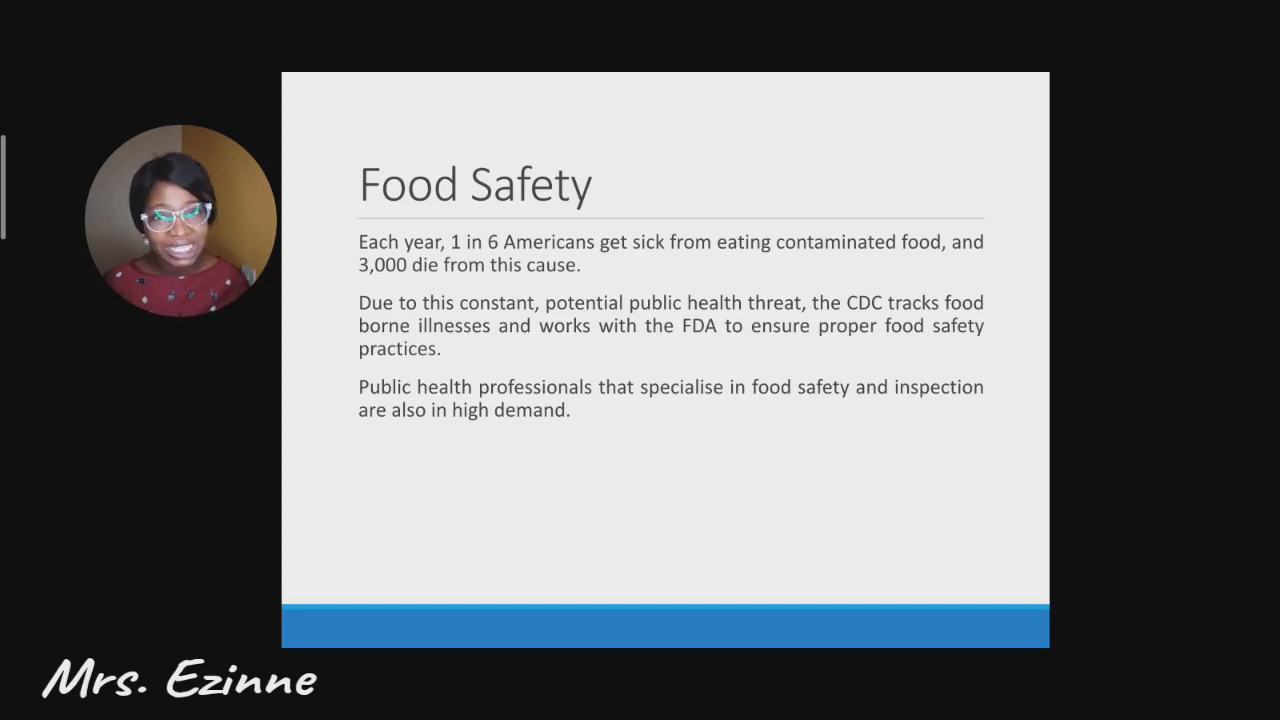 Food Safety
Each year, 1 in 6 Americans get sick from eating contaminated food, and
3,000 die from this cause.
Due to this constant, potential public health threat, the CDC tracks food
borne illnesses and works with the FDA to ensure proper food safety
practices.
Public health professionals that specialise in food safety and inspection
are also in high demand.
Mrs. Ezinne